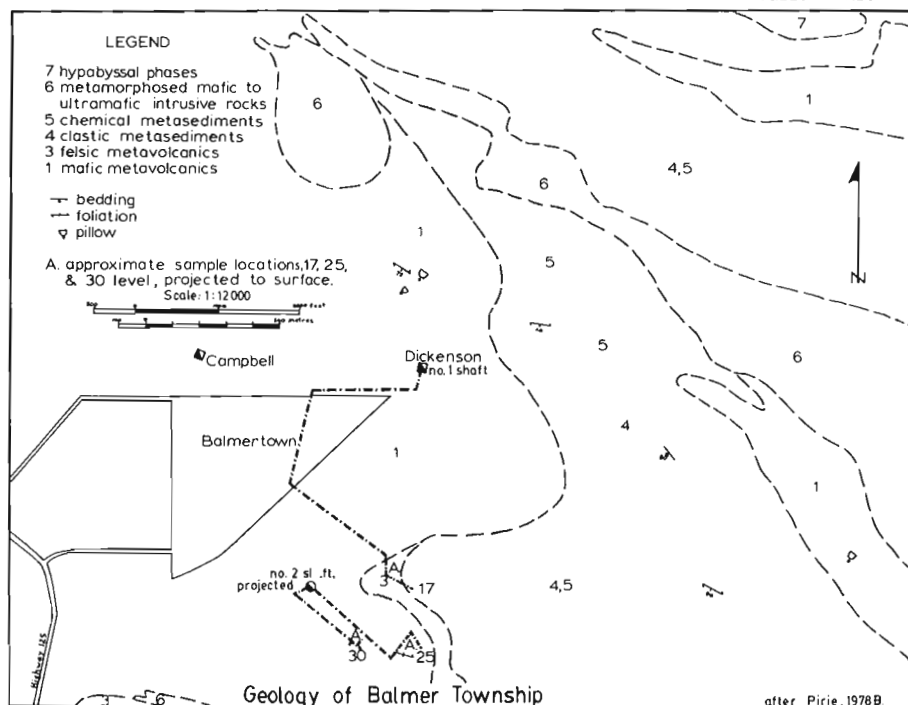 LEGEND
7 hypabyssal phases
6 metamorphosed mafic to
ultramafic intrusive rocks
5 chemical metasediments
4 clastic metasediments
3 felsic metavolcanics
1 mafic metavolcanics
bedding
foliation
pillow
A. approximate sample locations, 17, 25,
& 30 level, projected to surface.
Scale: 1:12000
metres
7
1
6
4,5
6
1
5
N
5
6
Campbell
Dickenson
no. 1 shaft
4
Balmertown
1
1
A
3
17
no. 2
projected
4,5
A
30
A
25
Highway 125
6
Geology of Balmer Township
after Pirie, 1978B.